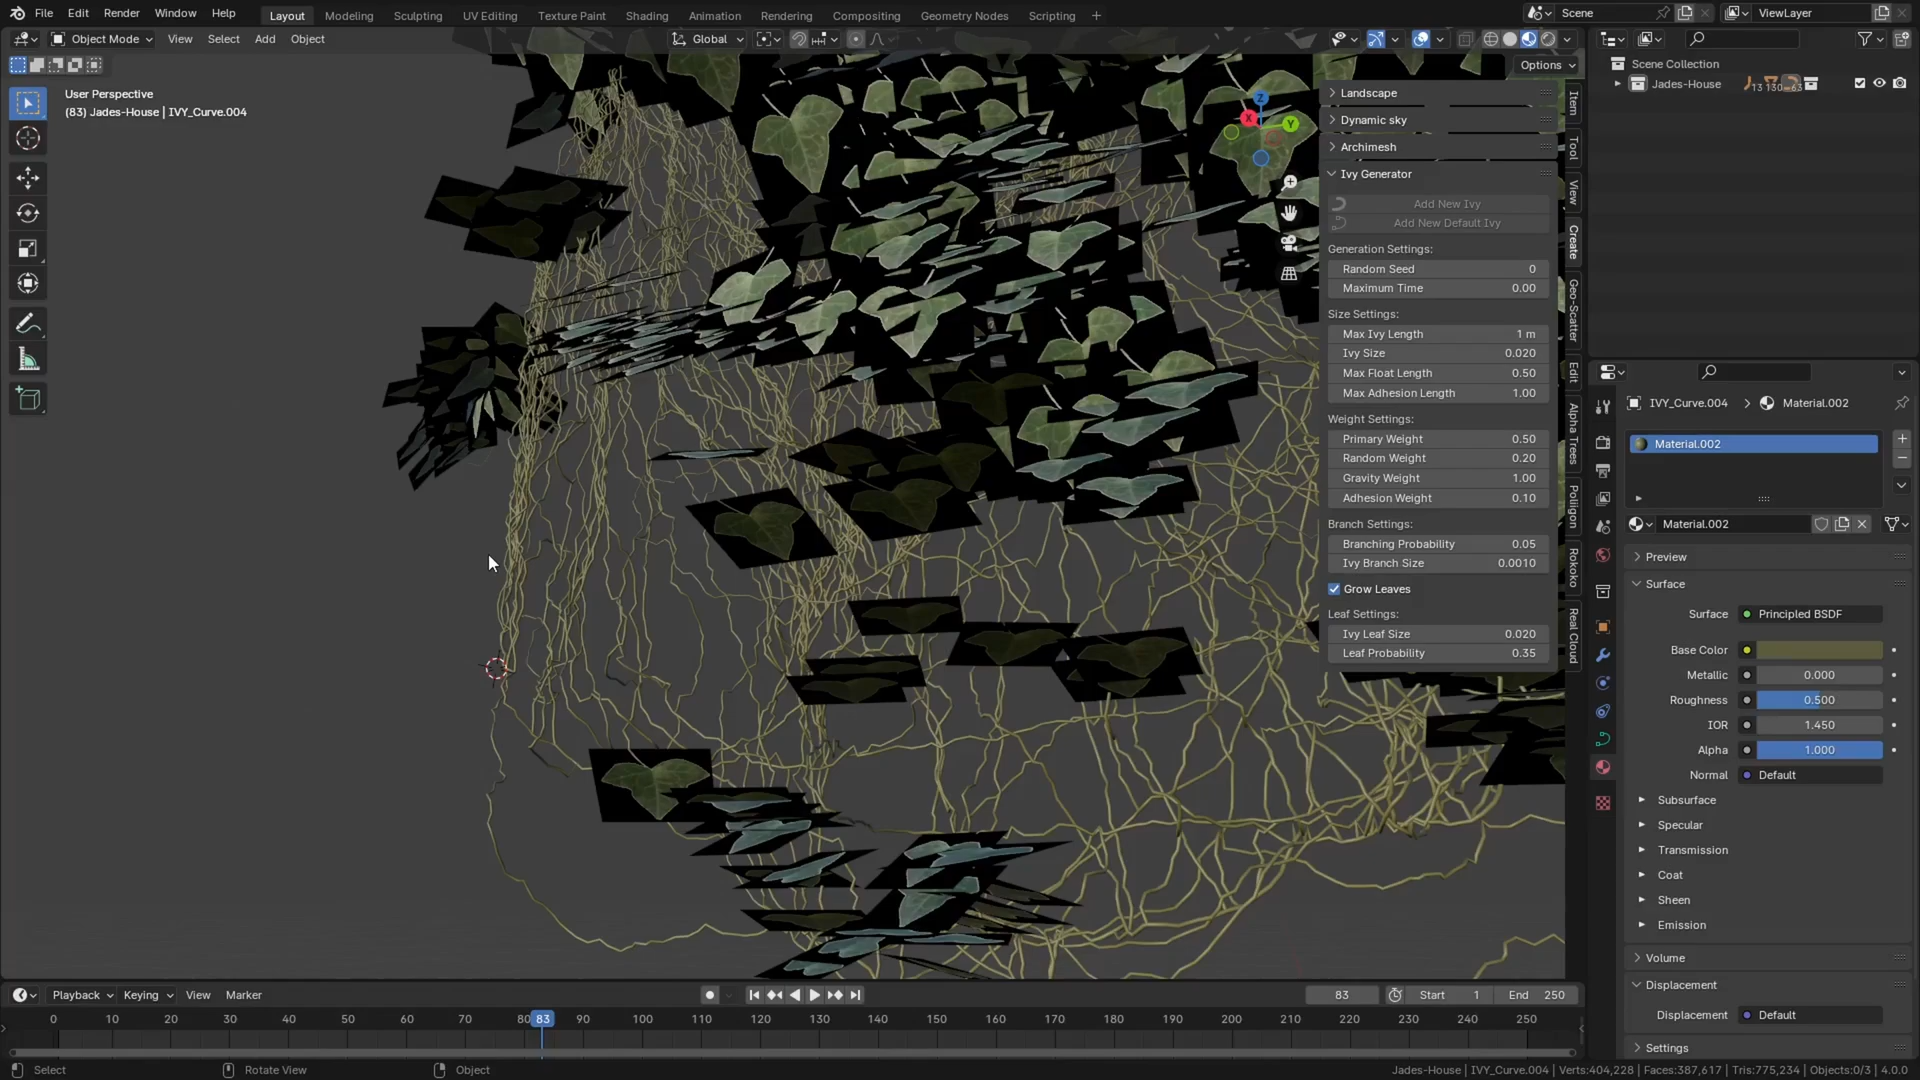 File Edit Render Window Help
Layout Modeling Sculpting UV Editing Texture Paint Shading Animation Rendering Compositing Geometry Nodes Scripting +
Scene
ViewLayer
Object Mode View Select Add Object
Global
Options
User Perspective
(83) Jades-House | IVY_Curve.004
Z
X
Y
Landscape
Dynamic sky
Archimesh
Ivy Generator
Add New Ivy
Add New Default Ivy
Generation Settings:
Random Seed 0
Maximum Time 0.00
Size Settings:
Max Ivy Length 1 m
Ivy Size 0.020
Max Float Length 0.50
Max Adhesion Length 1.00
Weight Settings:
Primary Weight 0.50
Random Weight 0.20
Gravity Weight 1.00
Adhesion Weight 0.10
Branch Settings:
Branching Probability 0.05
Ivy Branch Size 0.0010
Grow Leaves
Leaf Settings:
Ivy Leaf Size 0.020
Leaf Probability 0.35
Item
Tool
View
Create
Geo-Scatter
Edit
Alpha Trees
Poliigon
Rokoko
Real Cloud
Scene Collection
Jades-House
IVY_Curve.004 > Material.002
Material.002
Material.002
Preview
Surface
Surface Principled BSDF
Base Color
Metallic 0.000
Roughness 0.500
IOR 1.450
Alpha 1.000
Normal Default
Subsurface
Specular
Transmission
Coat
Sheen
Emission
Volume
Displacement
Displacement Default
Settings
Playback Keying View Marker
83 Start 1 End 250
0 10 20 30 40 50 60 70 80 83 90 100 110 120 130 140 150 160 170 180 190 200 210 220 230 240 250
Select Rotate View Object
Jades-House | IVY_Curve.004 | Verts:404,228 | Faces:387,617 | Tris:775,234 | Objects:0/3 | 4.0.0